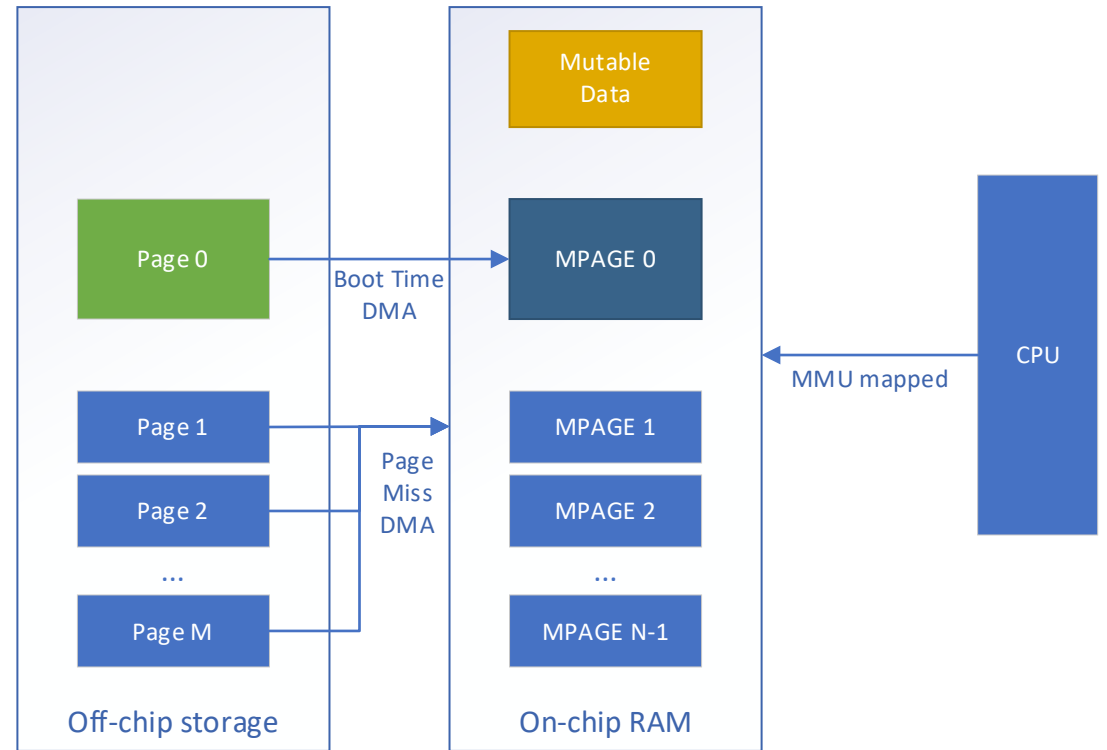 Mutable
Data
Page 0
Boot Time
DMA
MPAGE 0
MMU mapped
CPU
Page 1
Page 2
...
Page M
Page
Miss
DMA
MPAGE 1
MPAGE 2
...
MPAGE N-1
Off-chip storage
On-chip RAM